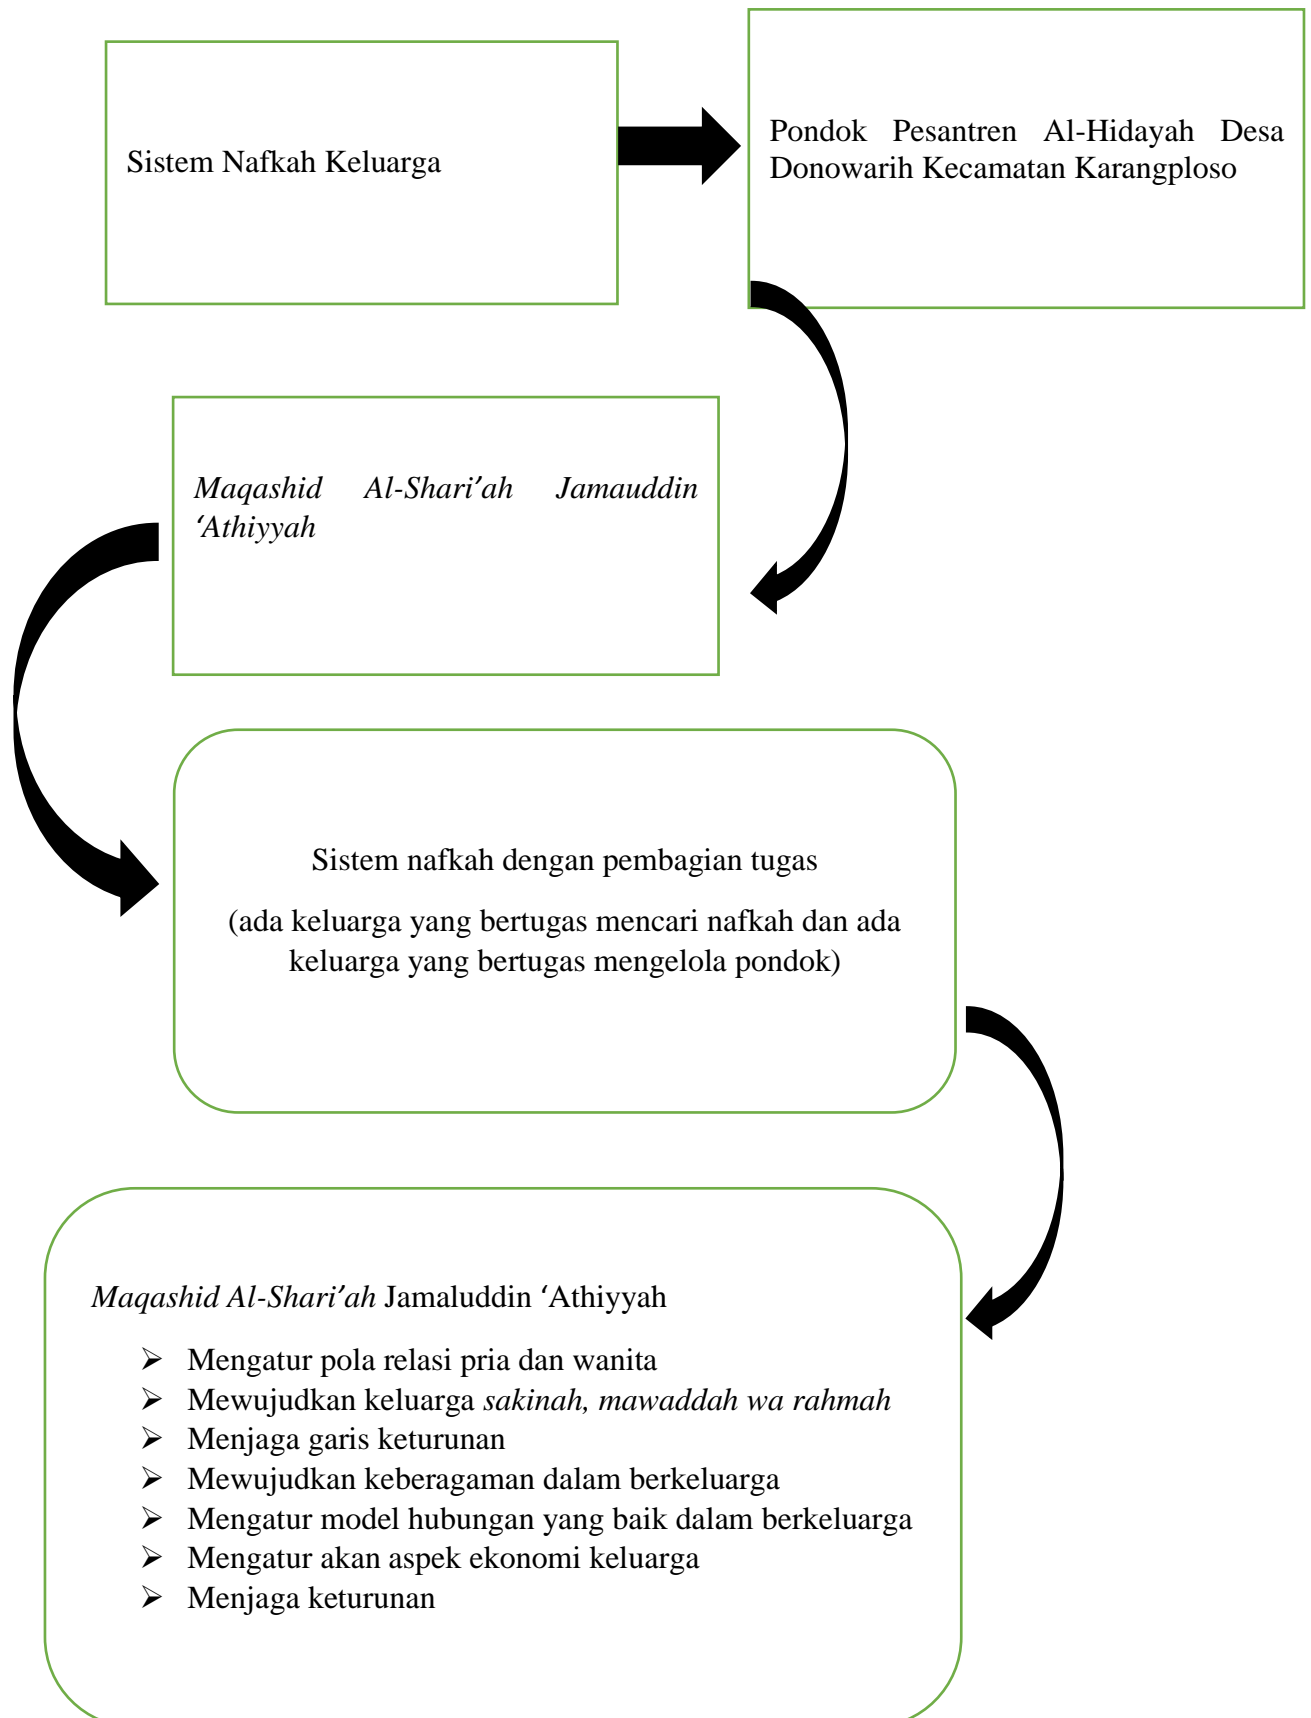 Sistem Nafkah Keluarga
Pondok Pesantren Al-Hidayah Desa
Donowarih Kecamatan Karangploso
Maqashid Al-Shari’ah Jamauddin
‘Athiyyah
Sistem nafkah dengan pembagian tugas
(ada keluarga yang bertugas mencari nafkah dan ada
keluarga yang bertugas mengelola pondok)
Maqashid Al-Shari’ah Jamaluddin ‘Athiyyah
➢ Mengatur pola relasi pria dan wanita
➢ Mewujudkan keluarga sakinah, mawaddah wa rahmah
➢ Menjaga garis keturunan
➢ Mewujudkan keberagaman dalam berkeluarga
➢ Mengatur model hubungan yang baik dalam berkeluarga
➢ Mengatur akan aspek ekonomi keluarga
➢ Menjaga keturunan